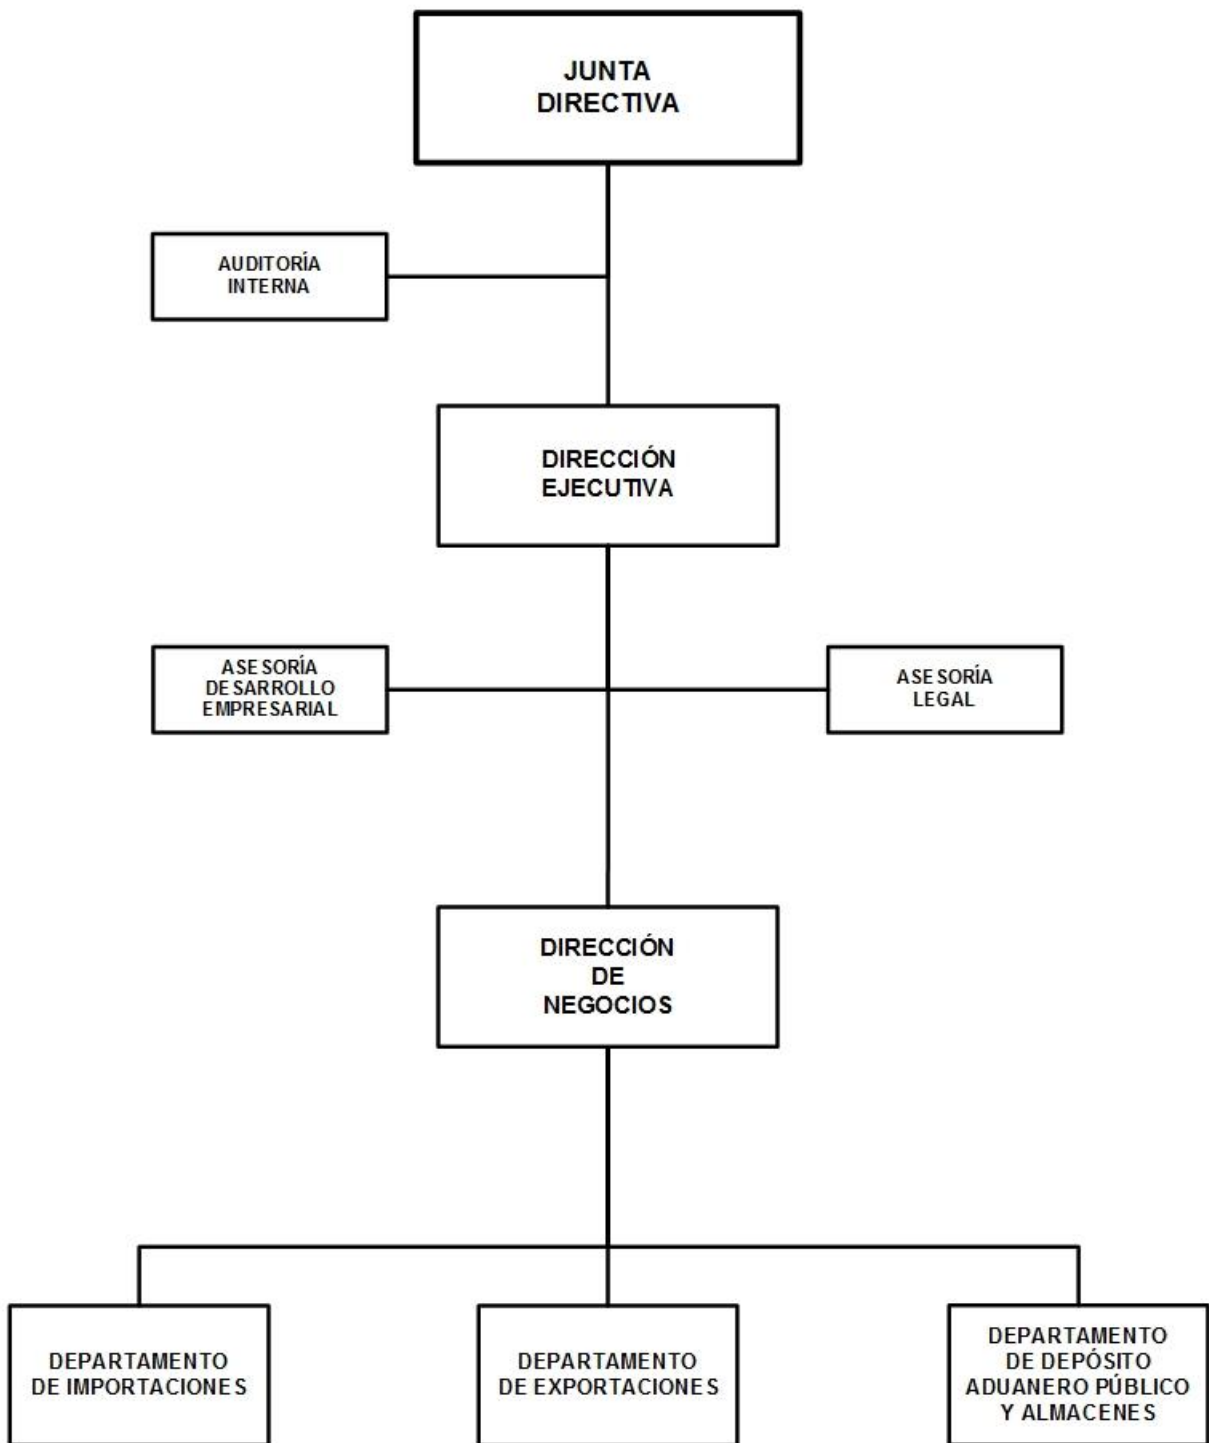 JUNTA
DIRECTIVA
AUDITORÍA
INTERNA
DIRECCIÓN
EJECUTIVA
ASESORÍA
DESARROLLO
EMPRESARIAL
ASESORÍA
LEGAL
DIRECCIÓN
DE
NEGOCIOS
DEPARTAMENTO
DE IMPORTACIONES
DEPARTAMENTO
DE EXPORTACIONES
DEPARTAMENTO
DE DEPÓSITO
ADUANERO PÚBLICO
Y ALMACENES